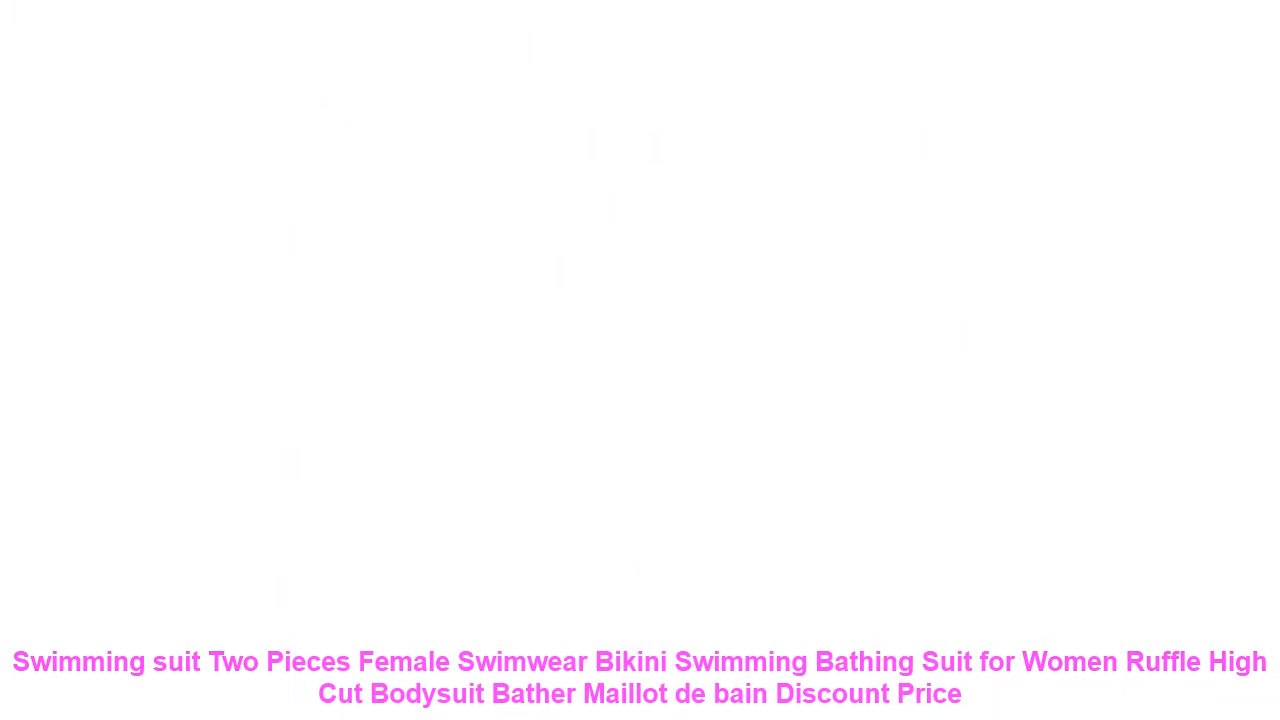 Swimming suit Two Pieces Female Swimwear Bikini Swimming Bathing Suit for Women Ruffle High
Cut Bodysuit Bather Maillot de bain Discount Price